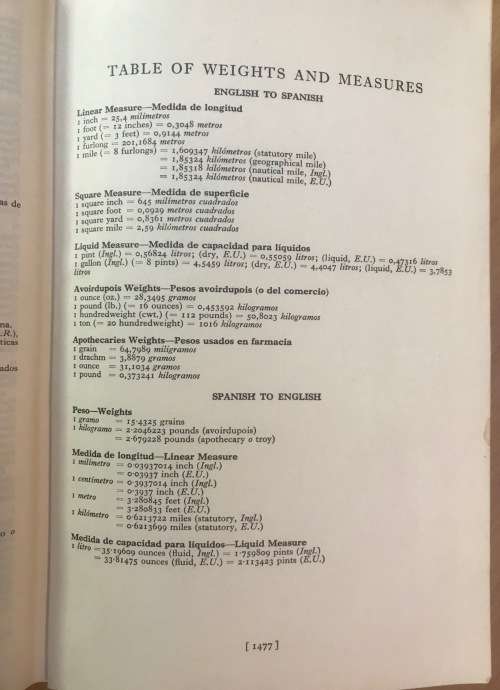 TABLE OF WEIGHTS AND MEASURES
ENGLISH TO SPANISH
Linear Measure—Medida de longitud
1 inch = 25,4 milímetros
1 foot (= 12 inches) = 0,3048 metros
1 yard (= 3 feet) = 0,9144 metros
1 furlong = 201,1684 metros
1 mile (= 8 furlongs) = 1,609347 kilómetros (statutory mile)
= 1,85324 kilómetros (geographical mile)
= 1,85318 kilómetros (nautical mile, Ingl.)
= 1,85324 kilómetros (nautical mile, E.U.)
Square Measure—Medida de superficie
1 square inch = 645 milímetros cuadrados
1 square foot = 0,0929 metros cuadrados
1 square yard = 0,8361 metros cuadrados
1 square mile = 2,59 kilómetros cuadrados
Liquid Measure—Medida de capacidad para líquidos
1 pint (Ingl.) = 0,56824 litros; (dry, E.U.) = 0,55059 litros; (liquid, E.U.) = 0,47316 litros
1 gallon (Ingl.) (= 8 pints) = 4,5459 litros; (dry, E.U.) = 4,4047 litros; (liquid, E.U.) = 3,7853
litros
Avoirdupois Weights—Pesos avoirdupois (o del comercio)
1 ounce (oz.) = 28,3495 gramos
1 pound (lb.) (= 16 ounces) = 0,453592 kilogramos
1 hundredweight (cwt.) (= 112 pounds) = 50,8023 kilogramos
1 ton (= 20 hundredweight) = 1016 kilogramos
Apothecaries Weights—Pesos usados en farmacia
1 grain = 64,7989 miligramos
1 drachm = 3,8879 gramos
1 ounce = 31,1034 gramos
1 pound = 0,373241 kilogramos
SPANISH TO ENGLISH
Peso—Weights
1 gramo = 15·4325 grains
1 kilogramo = 2·2046223 pounds (avoirdupois)
= 2·679228 pounds (apothecary o troy)
Medida de longitud—Linear Measure
1 milímetro = 0·03937014 inch (Ingl.)
= 0·03937 inch (E.U.)
1 centímetro = 0·3937014 inch (Ingl.)
= 0·3937 inch (E.U.)
1 metro = 3·280845 feet (Ingl.)
= 3·280833 feet (E.U.)
1 kilómetro = 0·6213722 miles (statutory, Ingl.)
= 0·6213699 miles (statutory, E.U.)
Medida de capacidad para líquidos—Liquid Measure
1 litro = 35·19609 ounces (fluid, Ingl.) = 1·759809 pints (Ingl.)
= 33·81475 ounces (fluid, E.U.) = 2·113423 pints (E.U.)
[ 1477 ]
as de
na.
.R.),
ticas
ados
o o